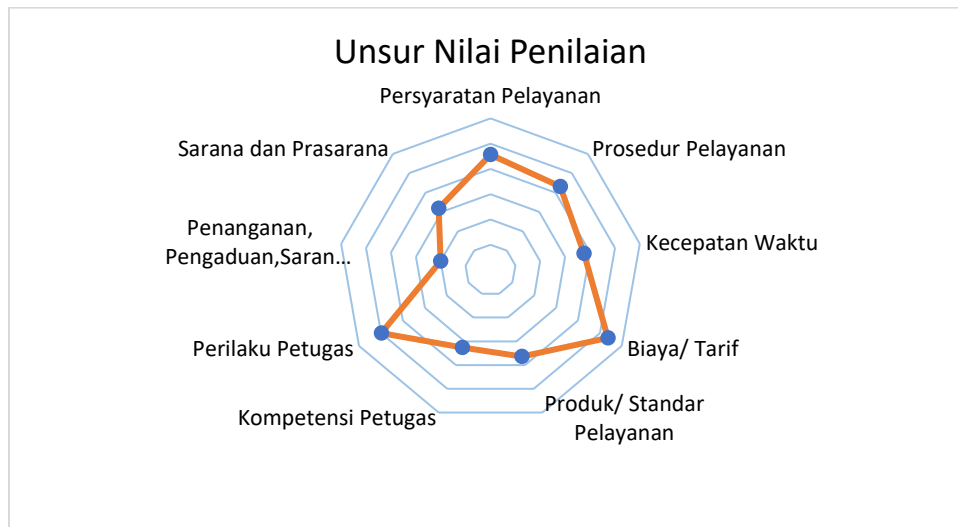 Unsur Nilai Penilaian
Persyaratan Pelayanan
Prosedur Pelayanan
Kecepatan Waktu
Biaya/ Tarif
Produk/ Standar
Pelayanan
Kompetensi Petugas
Perilaku Petugas
Penanganan,
Pengaduan,Saran...
Sarana dan Prasarana